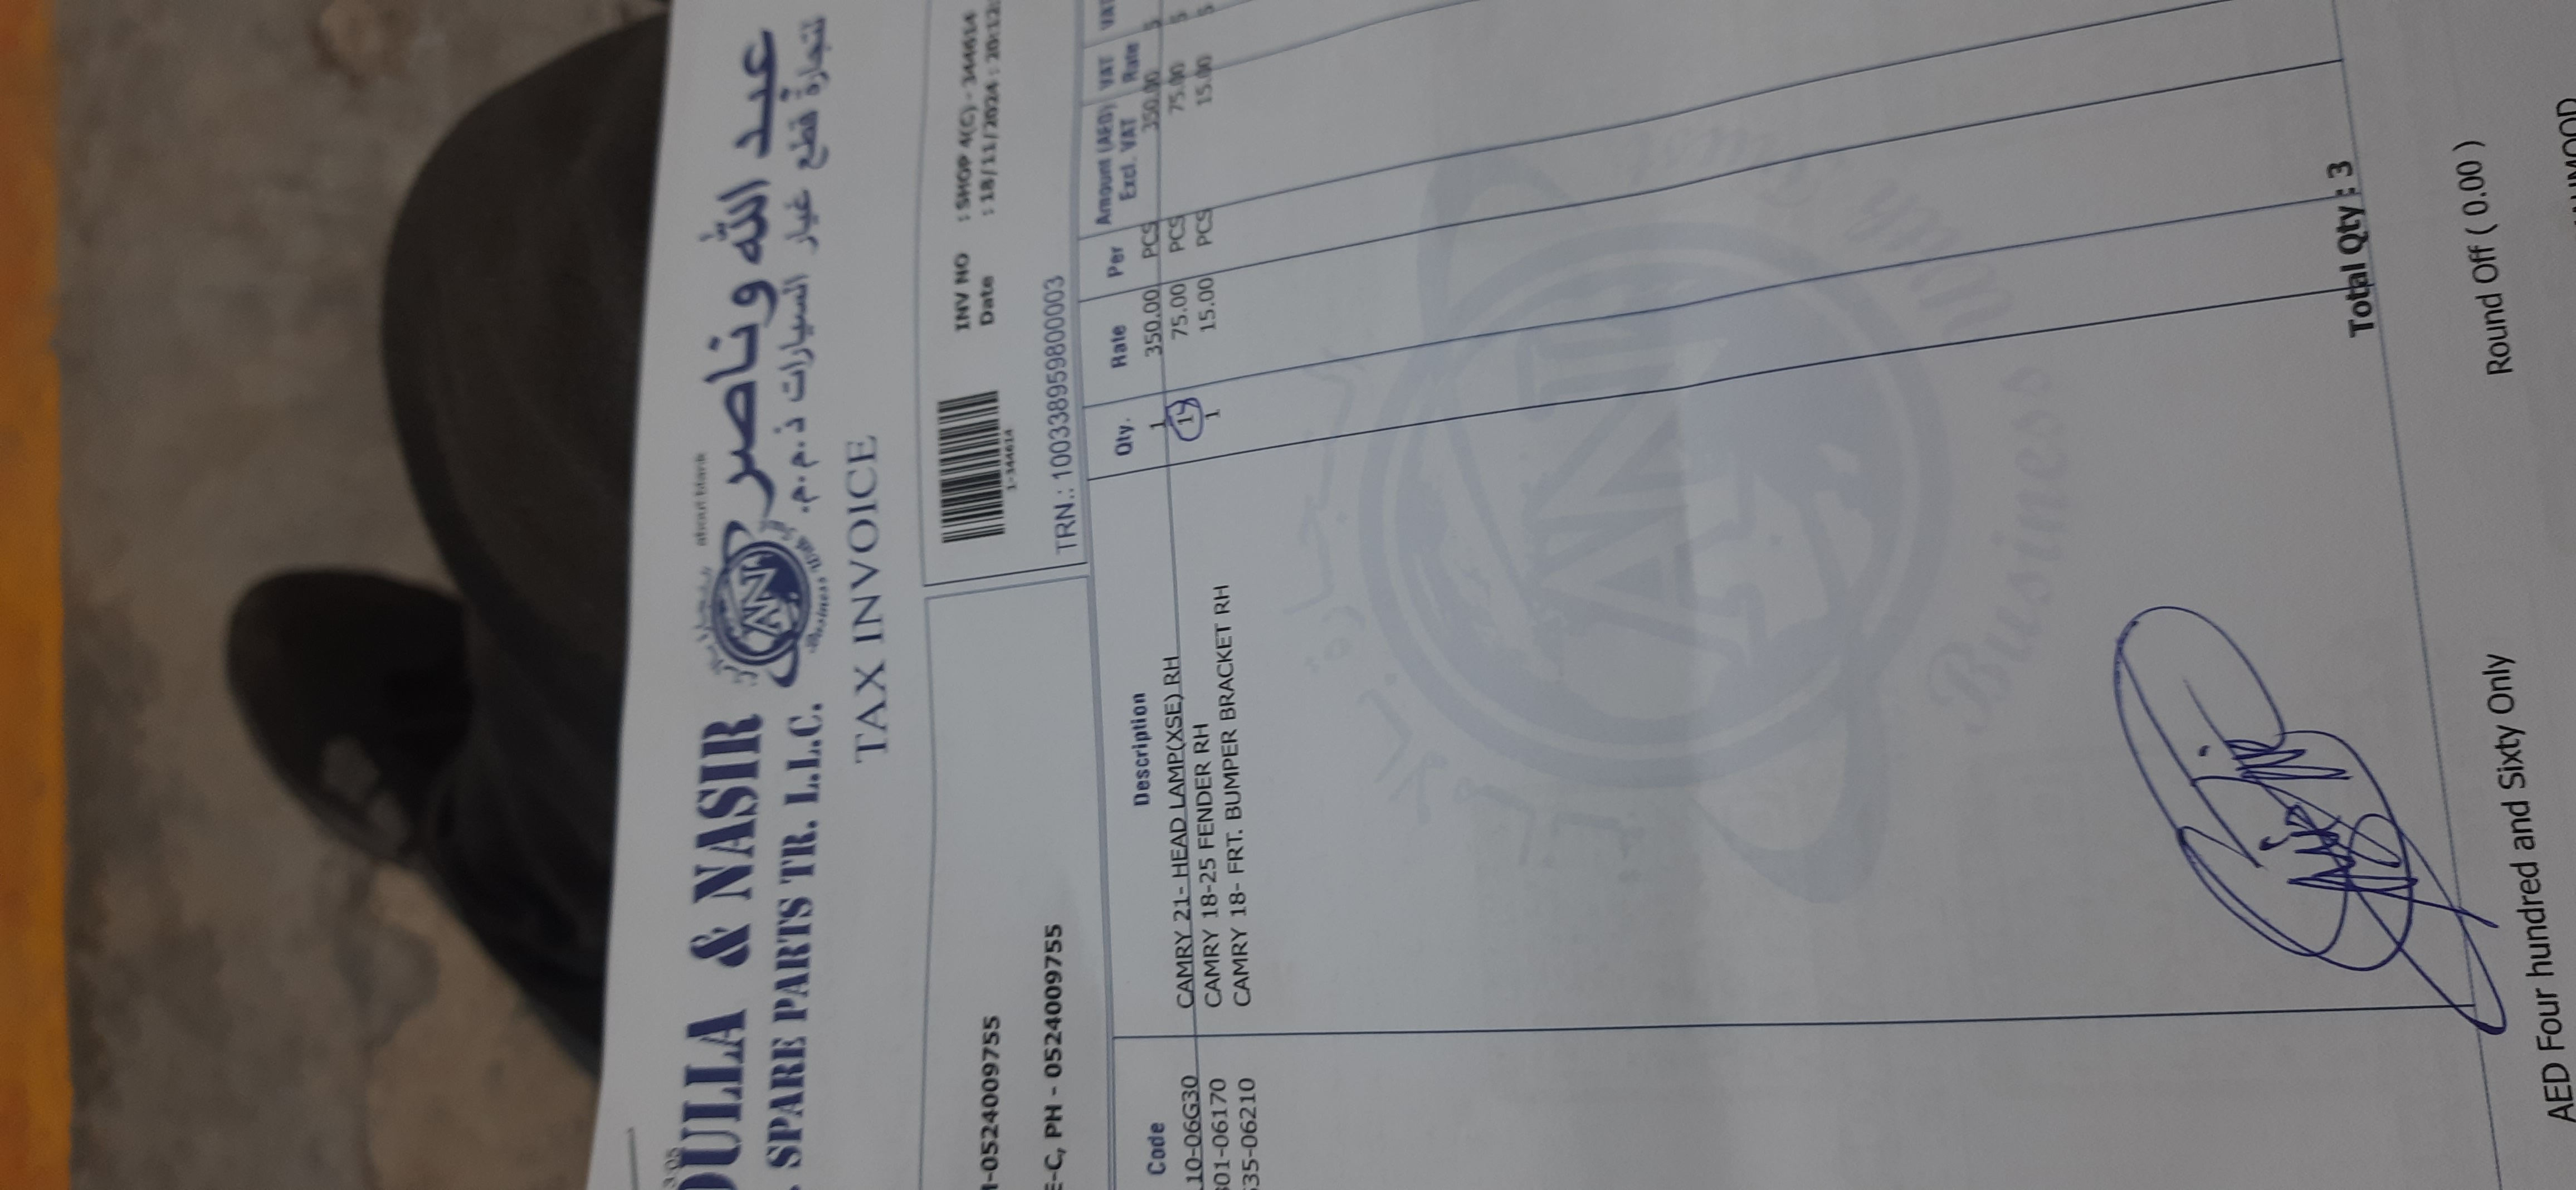 عبد الله وناصر
لتجارة قطع غيار السيارات ذ.م.م.
& NASIR
SPARE PARTS TR. L.L.C.
AN
TAX INVOICE
-0524009755
E-C, PH - 0524009755
1-344614
INV NO : SHOP 4(C) - 344614
Date : 18/11/2024 : 20:12:
TRN.: 100338959800003
Code Description Qty. Rate Per Amount (AED) Excl. VAT VAT Rate VAT
10-06G30 CAMRY 21- HEAD LAMP(XSE) RH 1 350.00 PCS 350.00 5
01-06170 CAMRY 18-25 FENDER RH 1 75.00 PCS 75.00 5
35-06210 CAMRY 18- FRT. BUMPER BRACKET RH 1 15.00 PCS 15.00 5
Business
Total Qty : 3
Round Off ( 0.00 )
AED Four hundred and Sixty Only